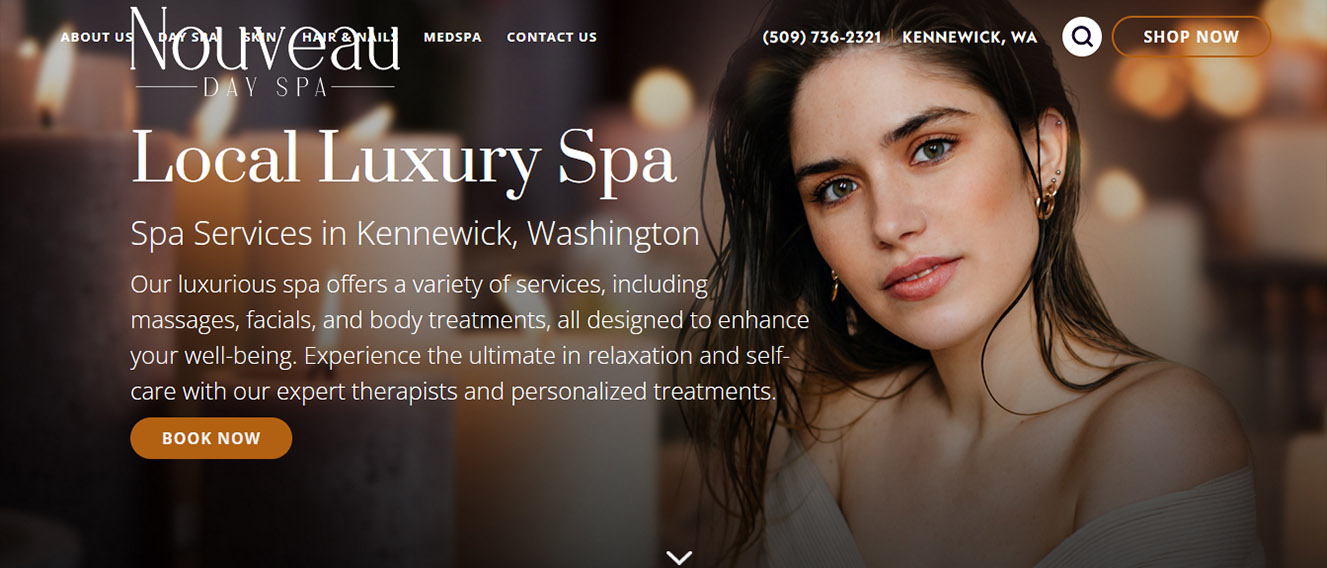 ABOUT US DAY SPA SKIN HAIR & NAILS MEDSPA CONTACT US (509) 736-2321 KENNEWICK, WA SHOP NOW
Nouveau
DAY SPA
Local Luxury Spa
Spa Services in Kennewick, Washington
Our luxurious spa offers a variety of services, including
massages, facials, and body treatments, all designed to enhance
your well-being. Experience the ultimate in relaxation and self-
care with our expert therapists and personalized treatments.
BOOK NOW